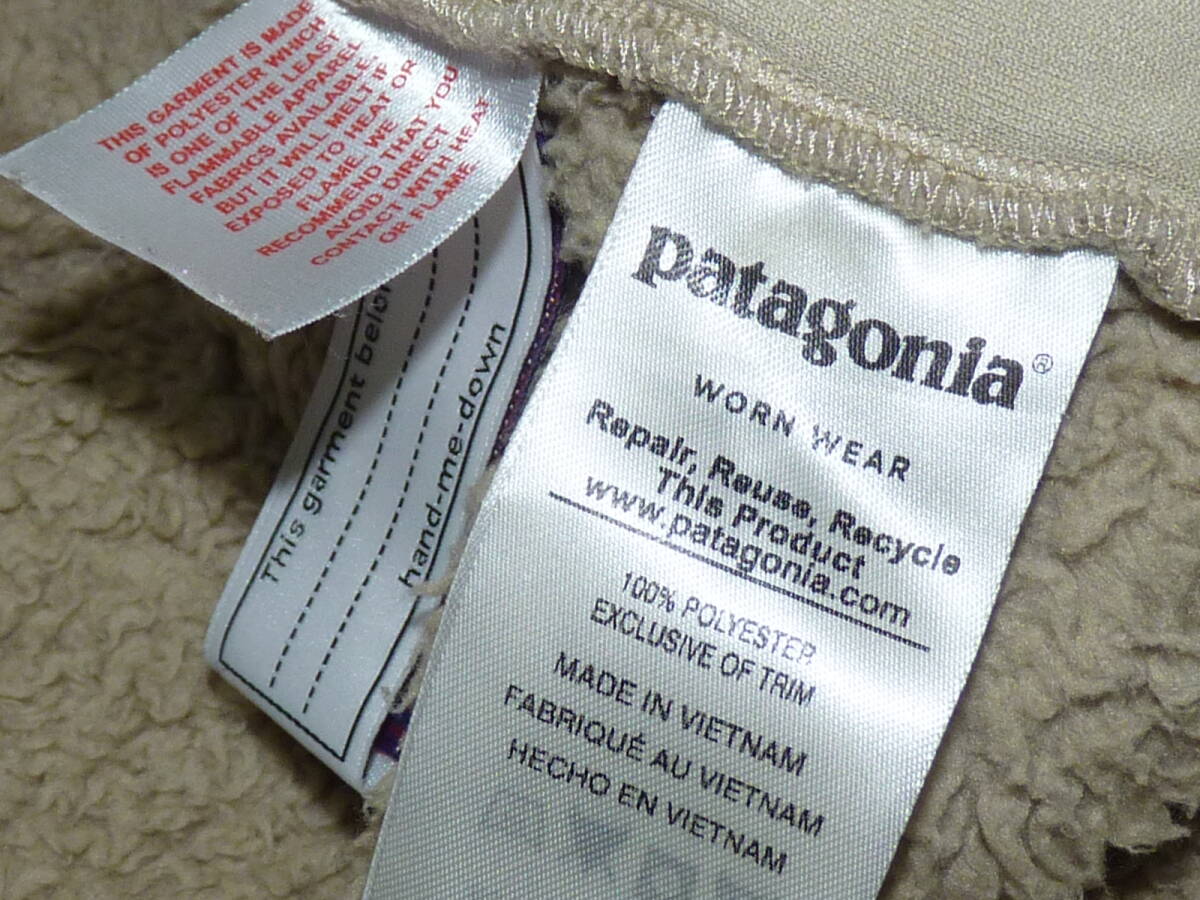 THIS GARMENT IS MADE
OF POLYESTER WHICH
IS ONE OF THE LEAST
FLAMMABLE APPAREL
FABRICS AVAILABLE,
BUT IT WILL MELT IF
EXPOSED TO HEAT OR
FLAME. WE
RECOMMEND THAT YOU
AVOID DIRECT
CONTACT WITH HEAT
OR FLAME
This garment belon
hand-me-down
patagonia®
WORN WEAR
Repair, Reuse, Recycle
This Product
www.patagonia.com
100% POLYESTER
EXCLUSIVE OF TRIM
MADE IN VIETNAM
FABRIQUÉ AU VIETNAM
HECHO EN VIETNAM